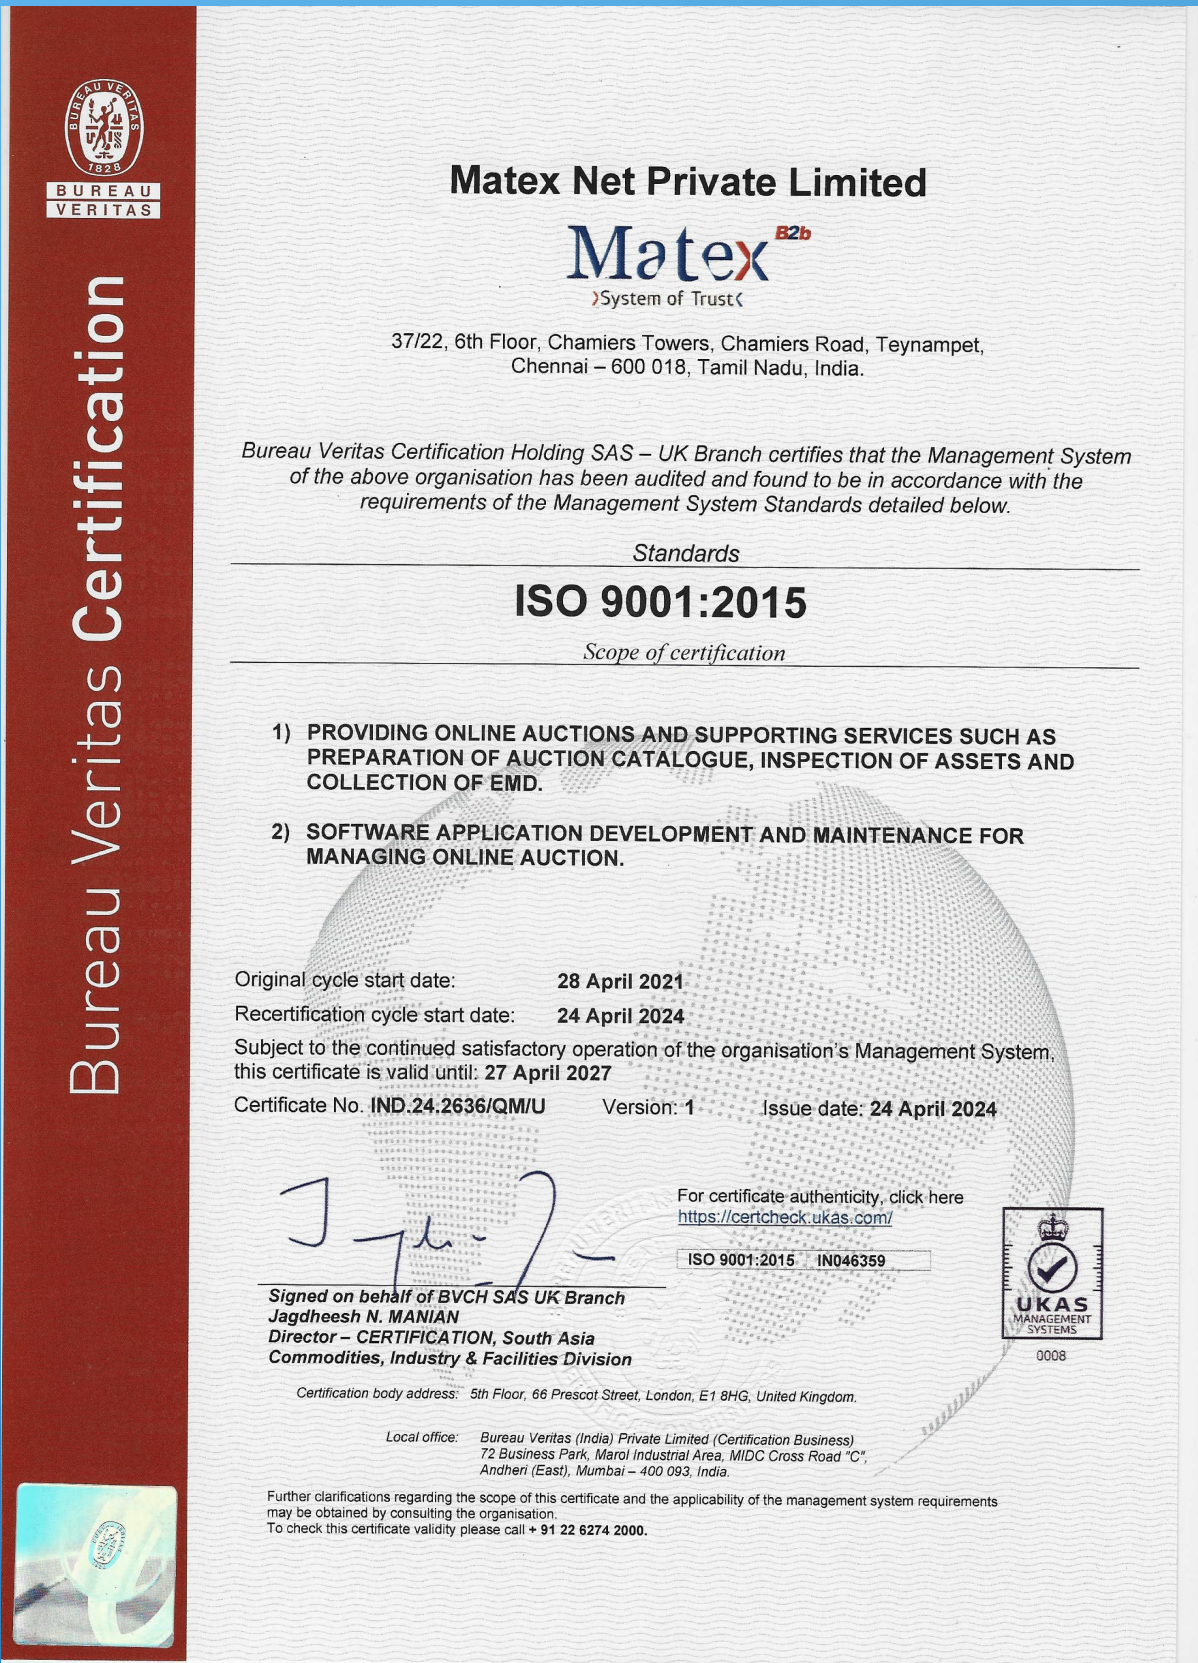 BUREAU VERITAS
1828
BUREAU
VERITAS
Bureau Veritas Certification
Matex Net Private Limited
Matex B2b
System of Trust
37/22, 6th Floor, Chamiers Towers, Chamiers Road, Teynampet,
Chennai – 600 018, Tamil Nadu, India.
Bureau Veritas Certification Holding SAS – UK Branch certifies that the Management System
of the above organisation has been audited and found to be in accordance with the
requirements of the Management System Standards detailed below.
Standards
ISO 9001:2015
Scope of certification
1) PROVIDING ONLINE AUCTIONS AND SUPPORTING SERVICES SUCH AS
PREPARATION OF AUCTION CATALOGUE, INSPECTION OF ASSETS AND
COLLECTION OF EMD.
2) SOFTWARE APPLICATION DEVELOPMENT AND MAINTENANCE FOR
MANAGING ONLINE AUCTION.
Original cycle start date: 28 April 2021
Recertification cycle start date: 24 April 2024
Subject to the continued satisfactory operation of the organisation's Management System,
this certificate is valid until: 27 April 2027
Certificate No. IND.24.2636/QM/U Version: 1 Issue date: 24 April 2024
For certificate authenticity, click here
https://certcheck.ukas.com/
ISO 9001:2015 IN046359
Signed on behalf of BVCH SAS UK Branch
Jagdheesh N. MANIAN
Director – CERTIFICATION, South Asia
Commodities, Industry & Facilities Division
UKAS
MANAGEMENT
SYSTEMS
0008
Certification body address: 5th Floor, 66 Prescot Street, London, E1 8HG, United Kingdom.
Local office: Bureau Veritas (India) Private Limited (Certification Business)
72 Business Park, Marol Industrial Area, MIDC Cross Road "C",
Andheri (East), Mumbai – 400 093, India.
Further clarifications regarding the scope of this certificate and the applicability of the management system requirements
may be obtained by consulting the organisation.
To check this certificate validity please call + 91 22 6274 2000.